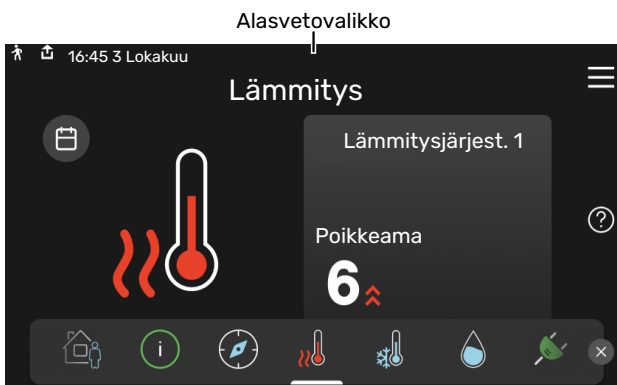 Alasvetovalikko
16:45 3 Lokakuu
Lämmitys
Lämmitysjärjest. 1
Poikkeama
6
i
?